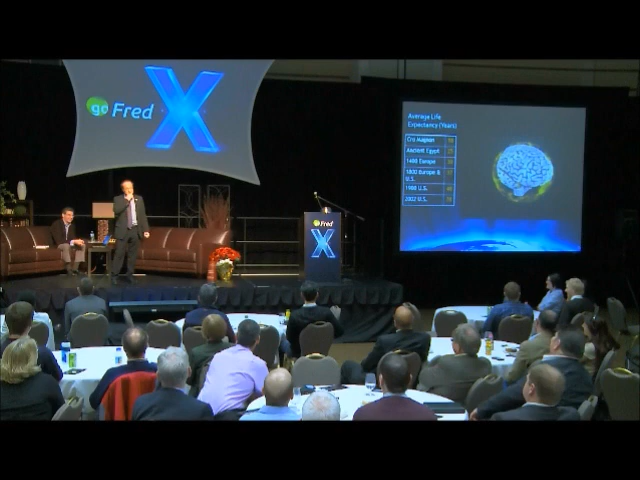 go Fred X
Average Life
Expectancy (Years)
Cro Magnon
Ancient Egypt
1400 Europe
1800 Europe &
U.S.
1900 U.S.
2002 U.S.
go Fred
X